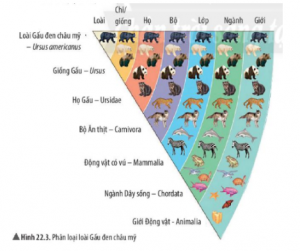 Loài Chi/ giống Họ Bộ Lớp Ngành Giới
Loài Gấu đen châu mỹ
– Ursus americanus
Giống Gấu – Ursus
Họ Gấu – Ursidae
Bộ Ăn thịt – Carnivora
Động vật có vú – Mammalia
Ngành Dây sống – Chordata
Giới Động vật - Animalia
▲ Hình 22.3. Phân loại loài Gấu đen châu mỹ